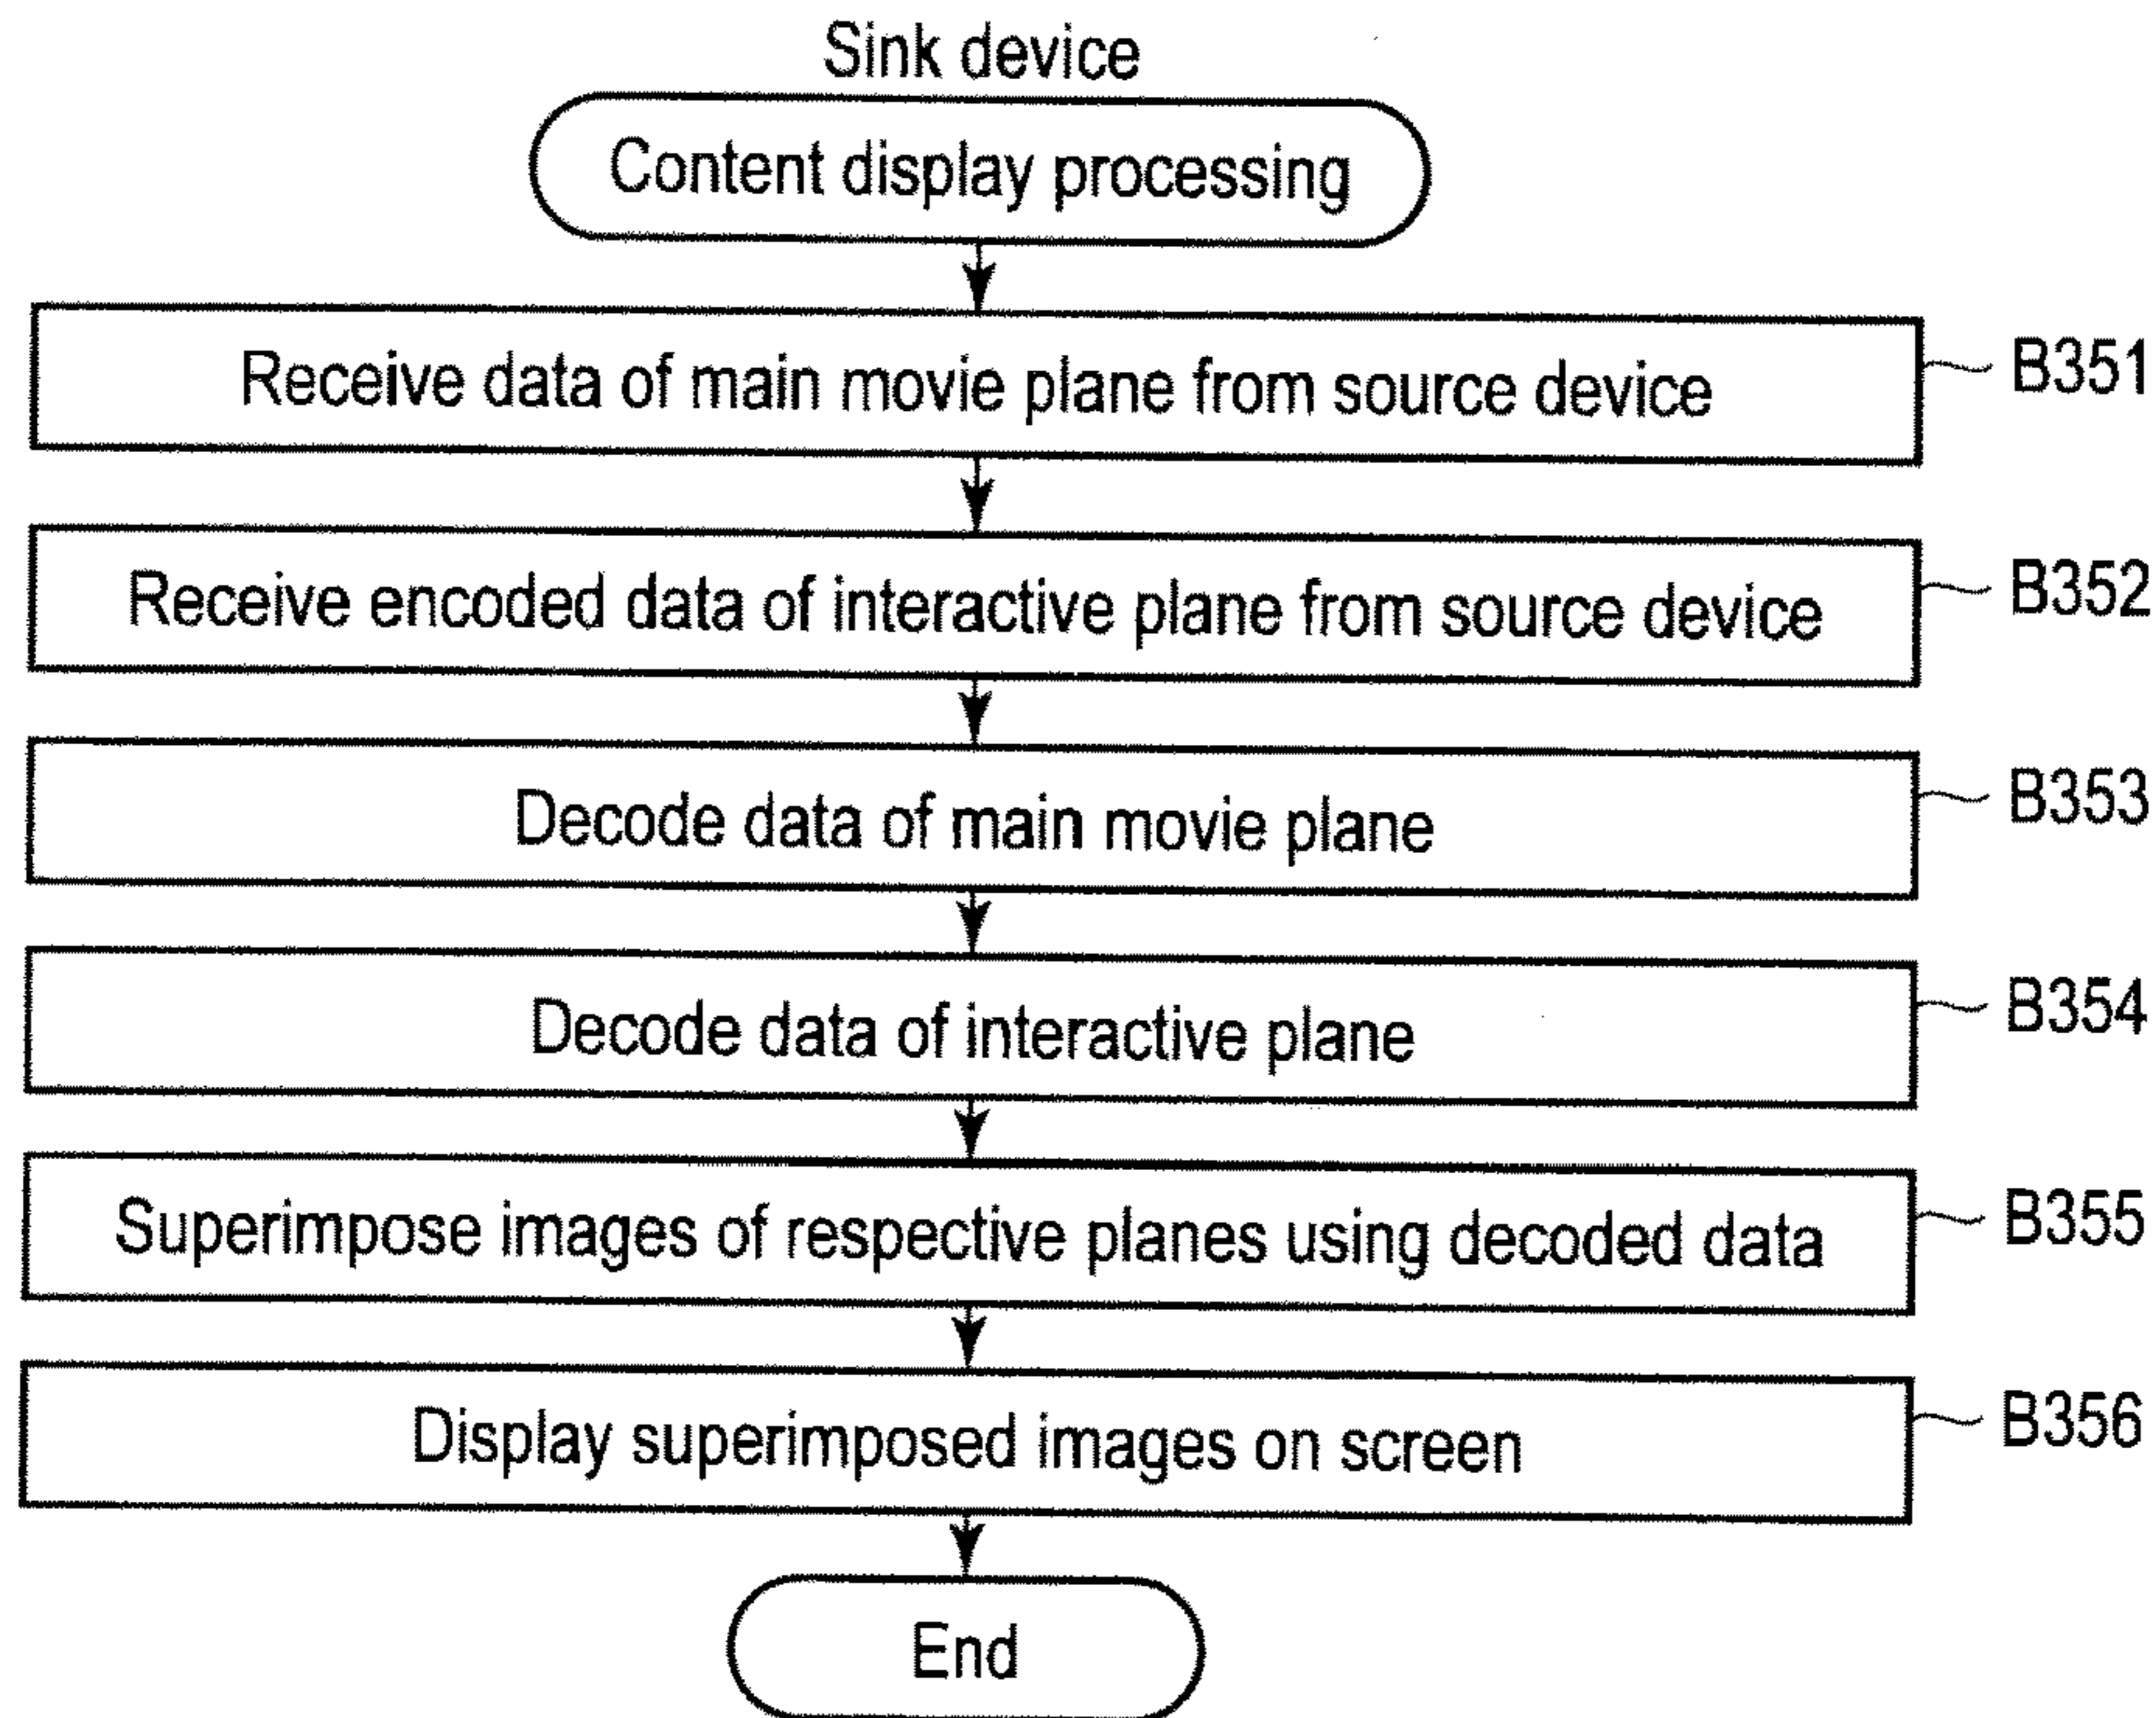 Sink device
Content display processing
Receive data of main movie plane from source device
B351
Receive encoded data of interactive plane from source device
B352
Decode data of main movie plane
B353
Decode data of interactive plane
B354
Superimpose images of respective planes using decoded data
B355
Display superimposed images on screen
B356
End